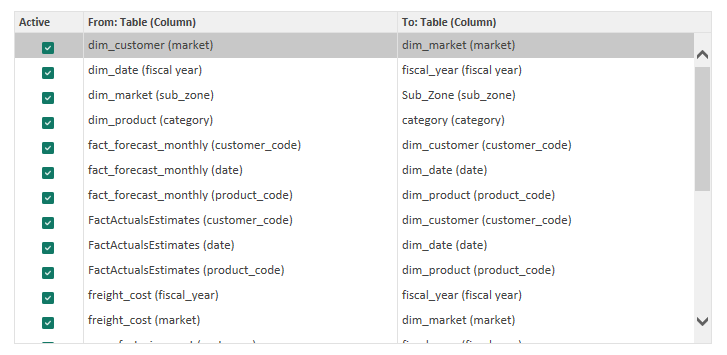 Active From: Table (Column) To: Table (Column)
dim_customer (market) dim_market (market)
dim_date (fiscal year) fiscal_year (fiscal year)
dim_market (sub_zone) Sub_Zone (sub_zone)
dim_product (category) category (category)
fact_forecast_monthly (customer_code) dim_customer (customer_code)
fact_forecast_monthly (date) dim_date (date)
fact_forecast_monthly (product_code) dim_product (product_code)
FactActualsEstimates (customer_code) dim_customer (customer_code)
FactActualsEstimates (date) dim_date (date)
FactActualsEstimates (product_code) dim_product (product_code)
freight_cost (fiscal_year) fiscal_year (fiscal year)
freight_cost (market) dim_market (market)